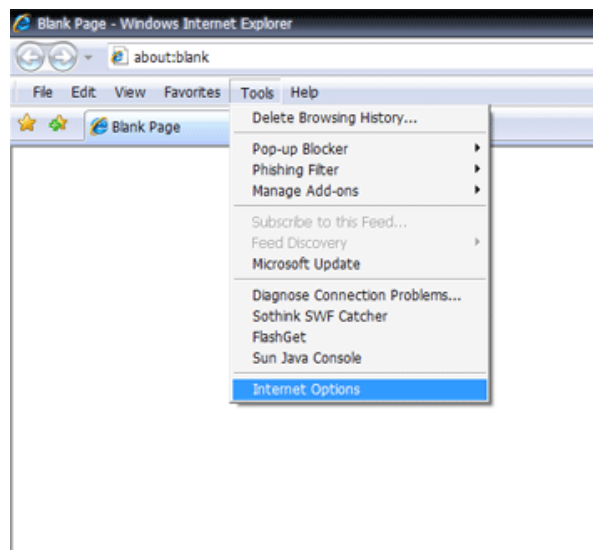 Blank Page - Windows Internet Explorer
about:blank
File Edit View Favorites Tools Help
Blank Page
Delete Browsing History...
Pop-up Blocker
Phishing Filter
Manage Add-ons
Subscribe to this Feed...
Feed Discovery
Microsoft Update
Diagnose Connection Problems...
Sothink SWF Catcher
FlashGet
Sun Java Console
Internet Options